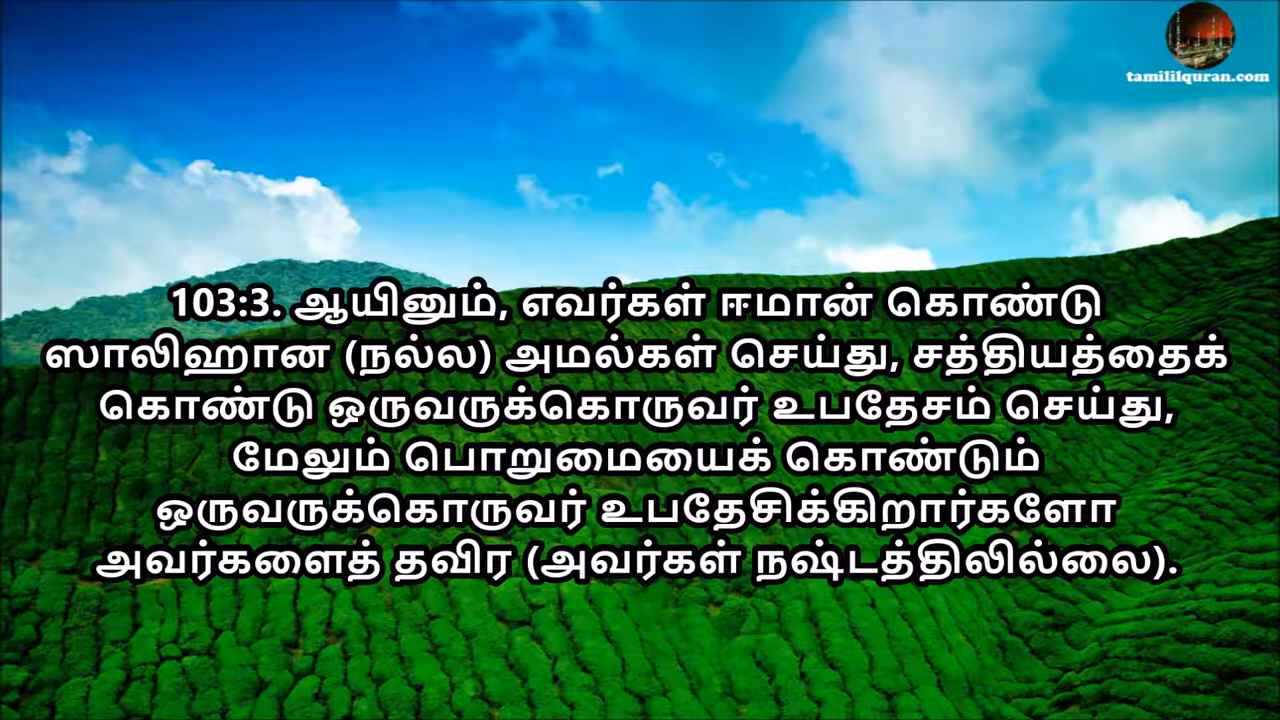 tamililquran.com
103:3. ஆயினும், எவர்கள் ஈமான் கொண்டு
ஸாலிஹான (நல்ல) அமல்கள் செய்து, சத்தியத்தைக்
கொண்டு ஒருவருக்கொருவர் உபதேசம் செய்து,
மேலும் பொறுமையைக் கொண்டும்
ஒருவருக்கொருவர் உபதேசிக்கிறார்களோ
அவர்களைத் தவிர (அவர்கள் நஷ்டத்திலில்லை).